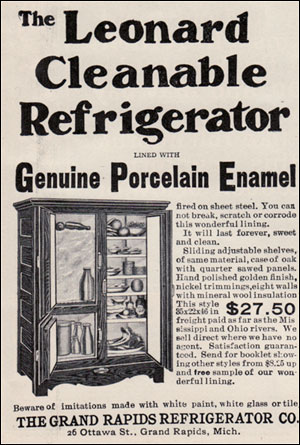 The Leonard
Cleanable
Refrigerator
LINED WITH
Genuine Porcelain Enamel
fired on sheet steel. You can
not break, scratch or corrode
this wonderful lining.
It will last forever, sweet
and clean.
Sliding adjustable shelves,
of same material, case of oak
with quarter sawed panels.
Hand polished golden finish,
nickel trimmings, eight walls
with mineral wool insulation
This style
35x22x46 in $27.50
freight paid as far as the Mis
sissippi and Ohio rivers. We
sell direct where we have no
agent. Satisfaction guaran-
teed. Send for booklet show-
ing other styles from $8.25 up
and free sample of our won-
derful lining.
Beware of imitations made with white paint, white glass or tile
THE GRAND RAPIDS REFRIGERATOR CO.
26 Ottawa St., Grand Rapids, Mich.